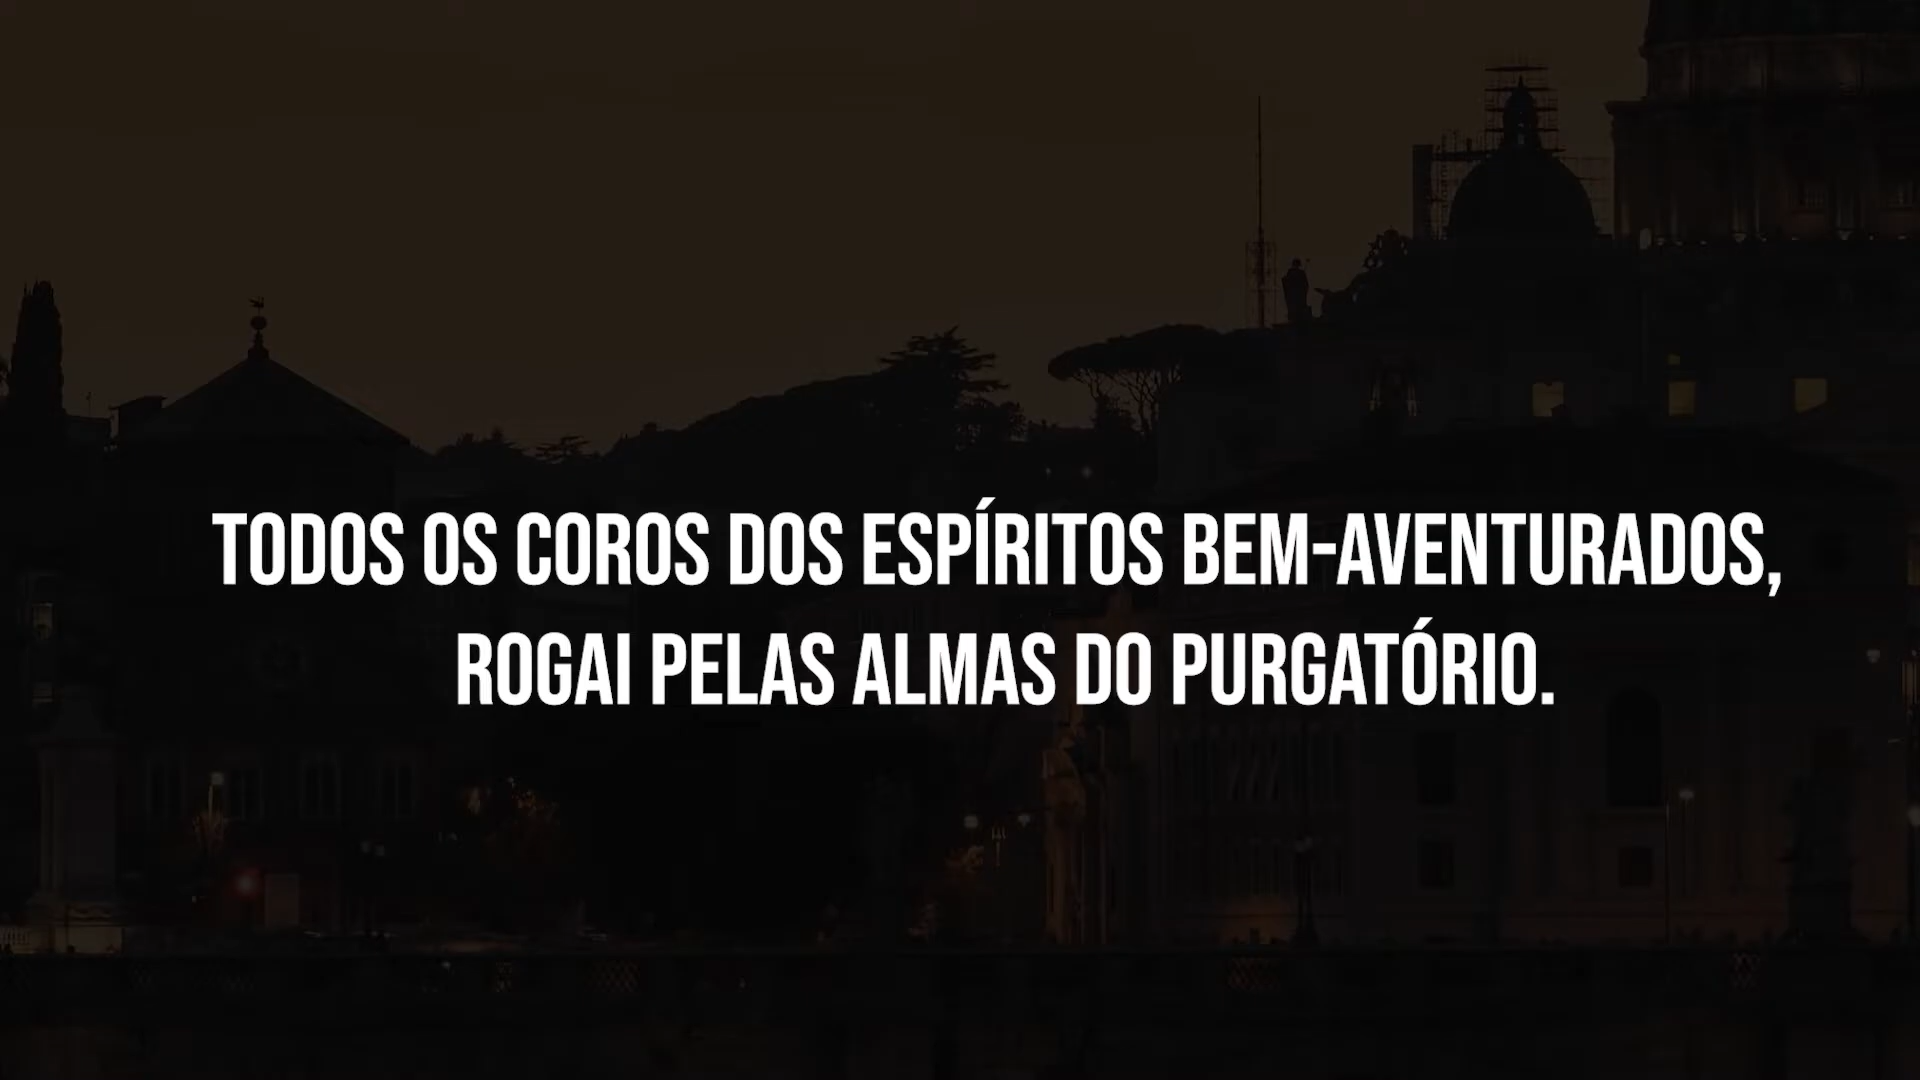 TODOS OS COROS DOS ESPÍRITOS BEM-AVENTURADOS,
ROGAI PELAS ALMAS DO PURGATÓRIO.